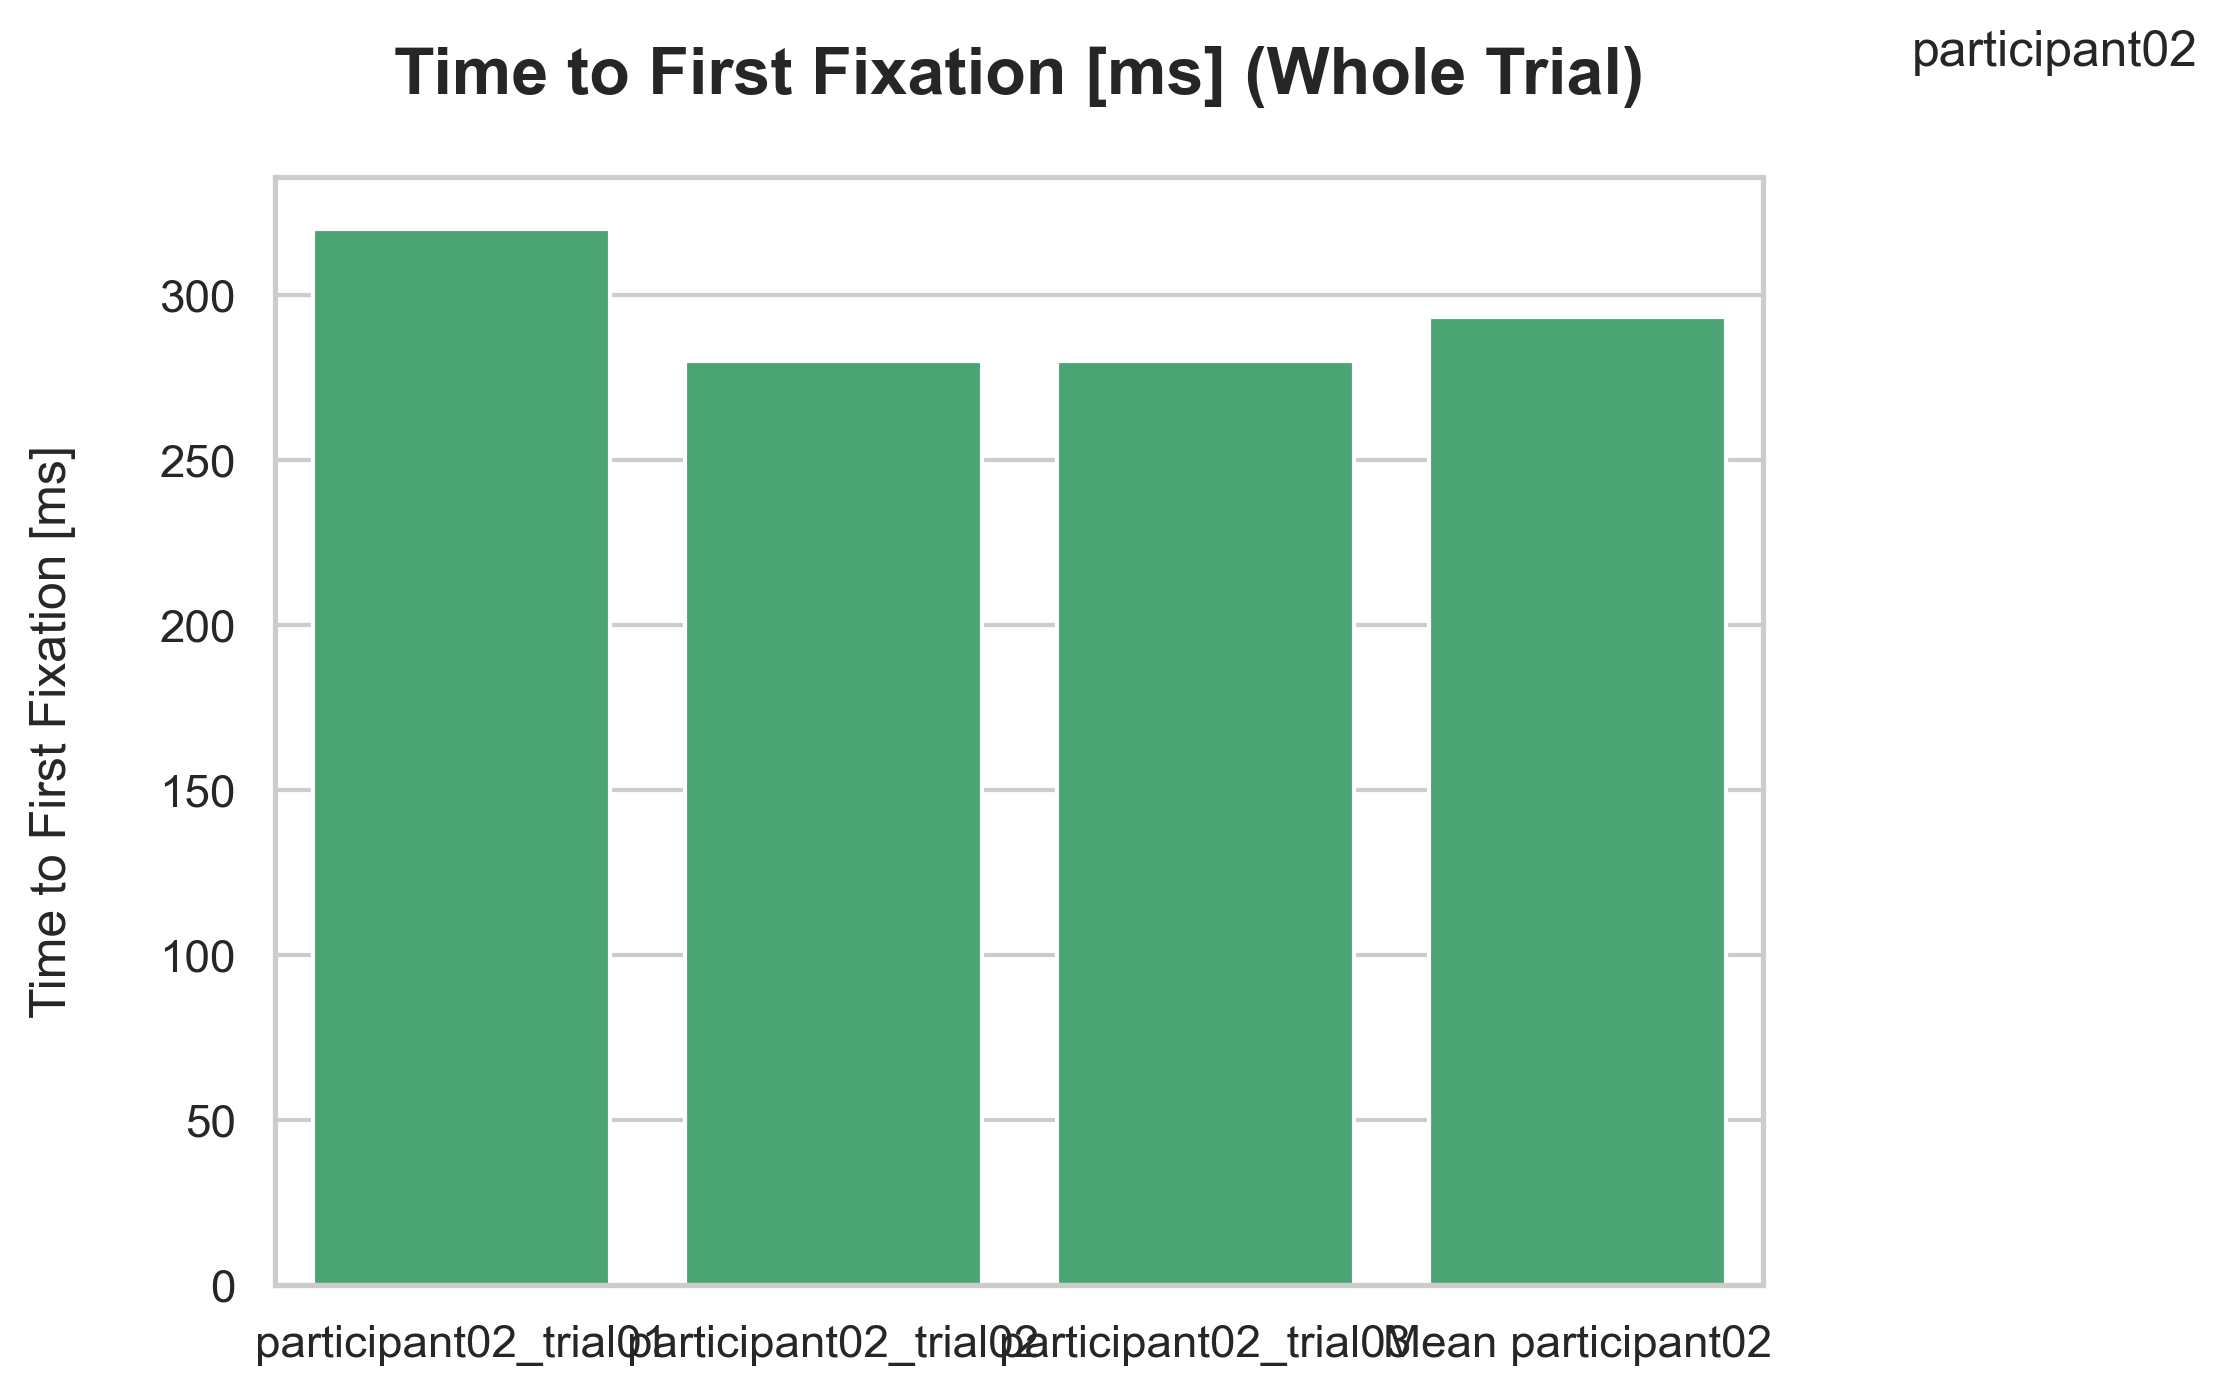 participant02
Time to First Fixation [ms] (Whole Trial)
Time to First Fixation [ms]
300
250
200
150
100
50
0
participant02_trial01 participant02_trial02 participant02_trial03 Mean participant02